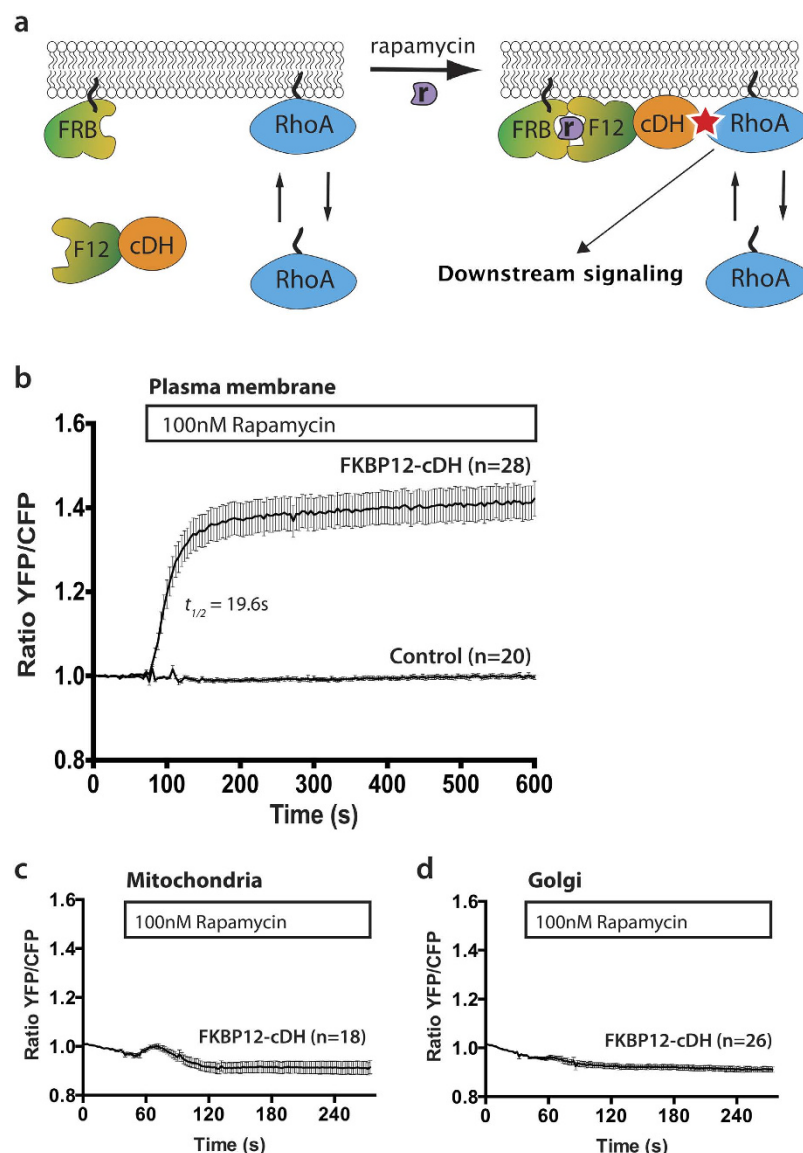 a
rapamycin
r
FRB
RhoA
F12
cDH
RhoA
FRB
r
F12
cDH
RhoA
Downstream signaling
RhoA
b
Plasma membrane
100nM Rapamycin
FKBP12-cDH (n=28)
t1/2 = 19.6s
Control (n=20)
Ratio YFP/CFP
1.6
1.4
1.2
1.0
0.8
0 100 200 300 400 500 600
Time (s)
c
Mitochondria
100nM Rapamycin
FKBP12-cDH (n=18)
Ratio YFP/CFP
1.6
1.4
1.2
1.0
0.8
0 60 120 180 240
Time (s)
d
Golgi
100nM Rapamycin
FKBP12-cDH (n=26)
Ratio YFP/CFP
1.6
1.4
1.2
1.0
0.8
0 60 120 180 240
Time (s)